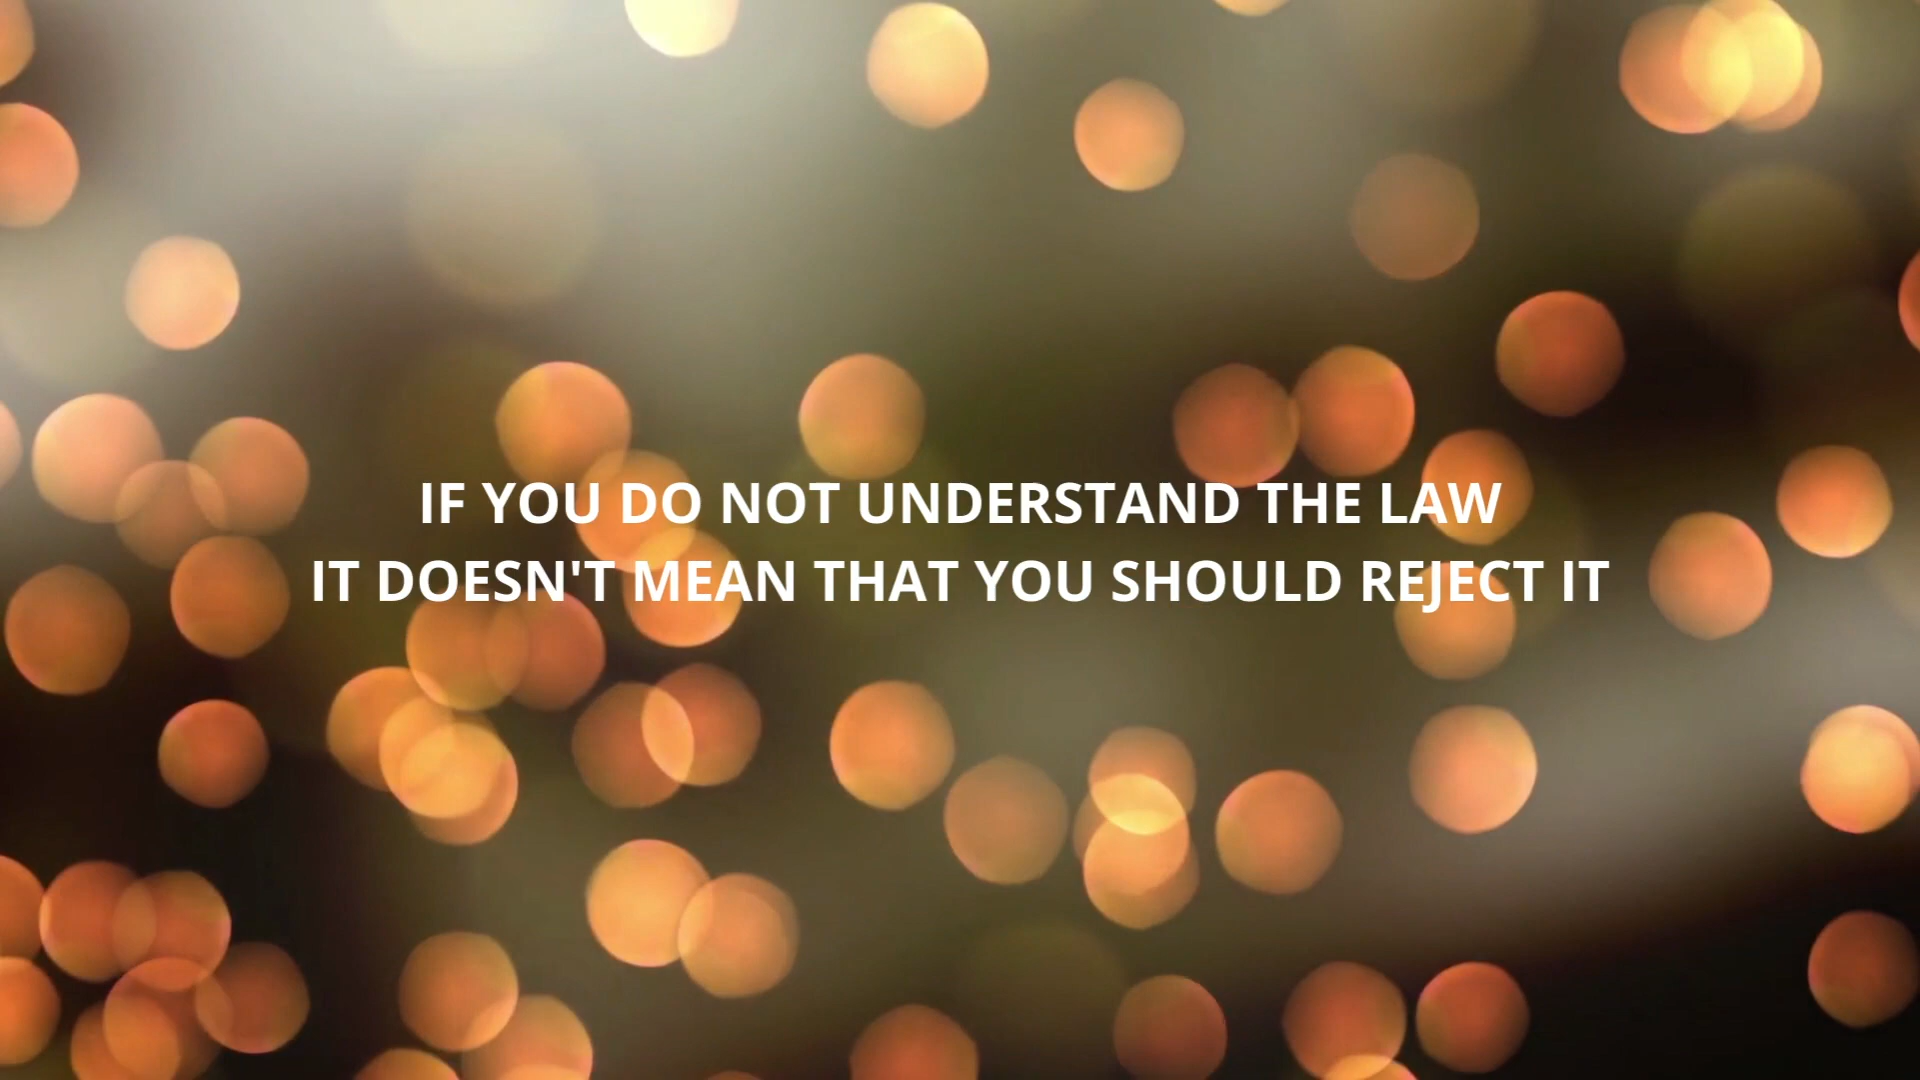 IF YOU DO NOT UNDERSTAND THE LAW
IT DOESN'T MEAN THAT YOU SHOULD REJECT IT